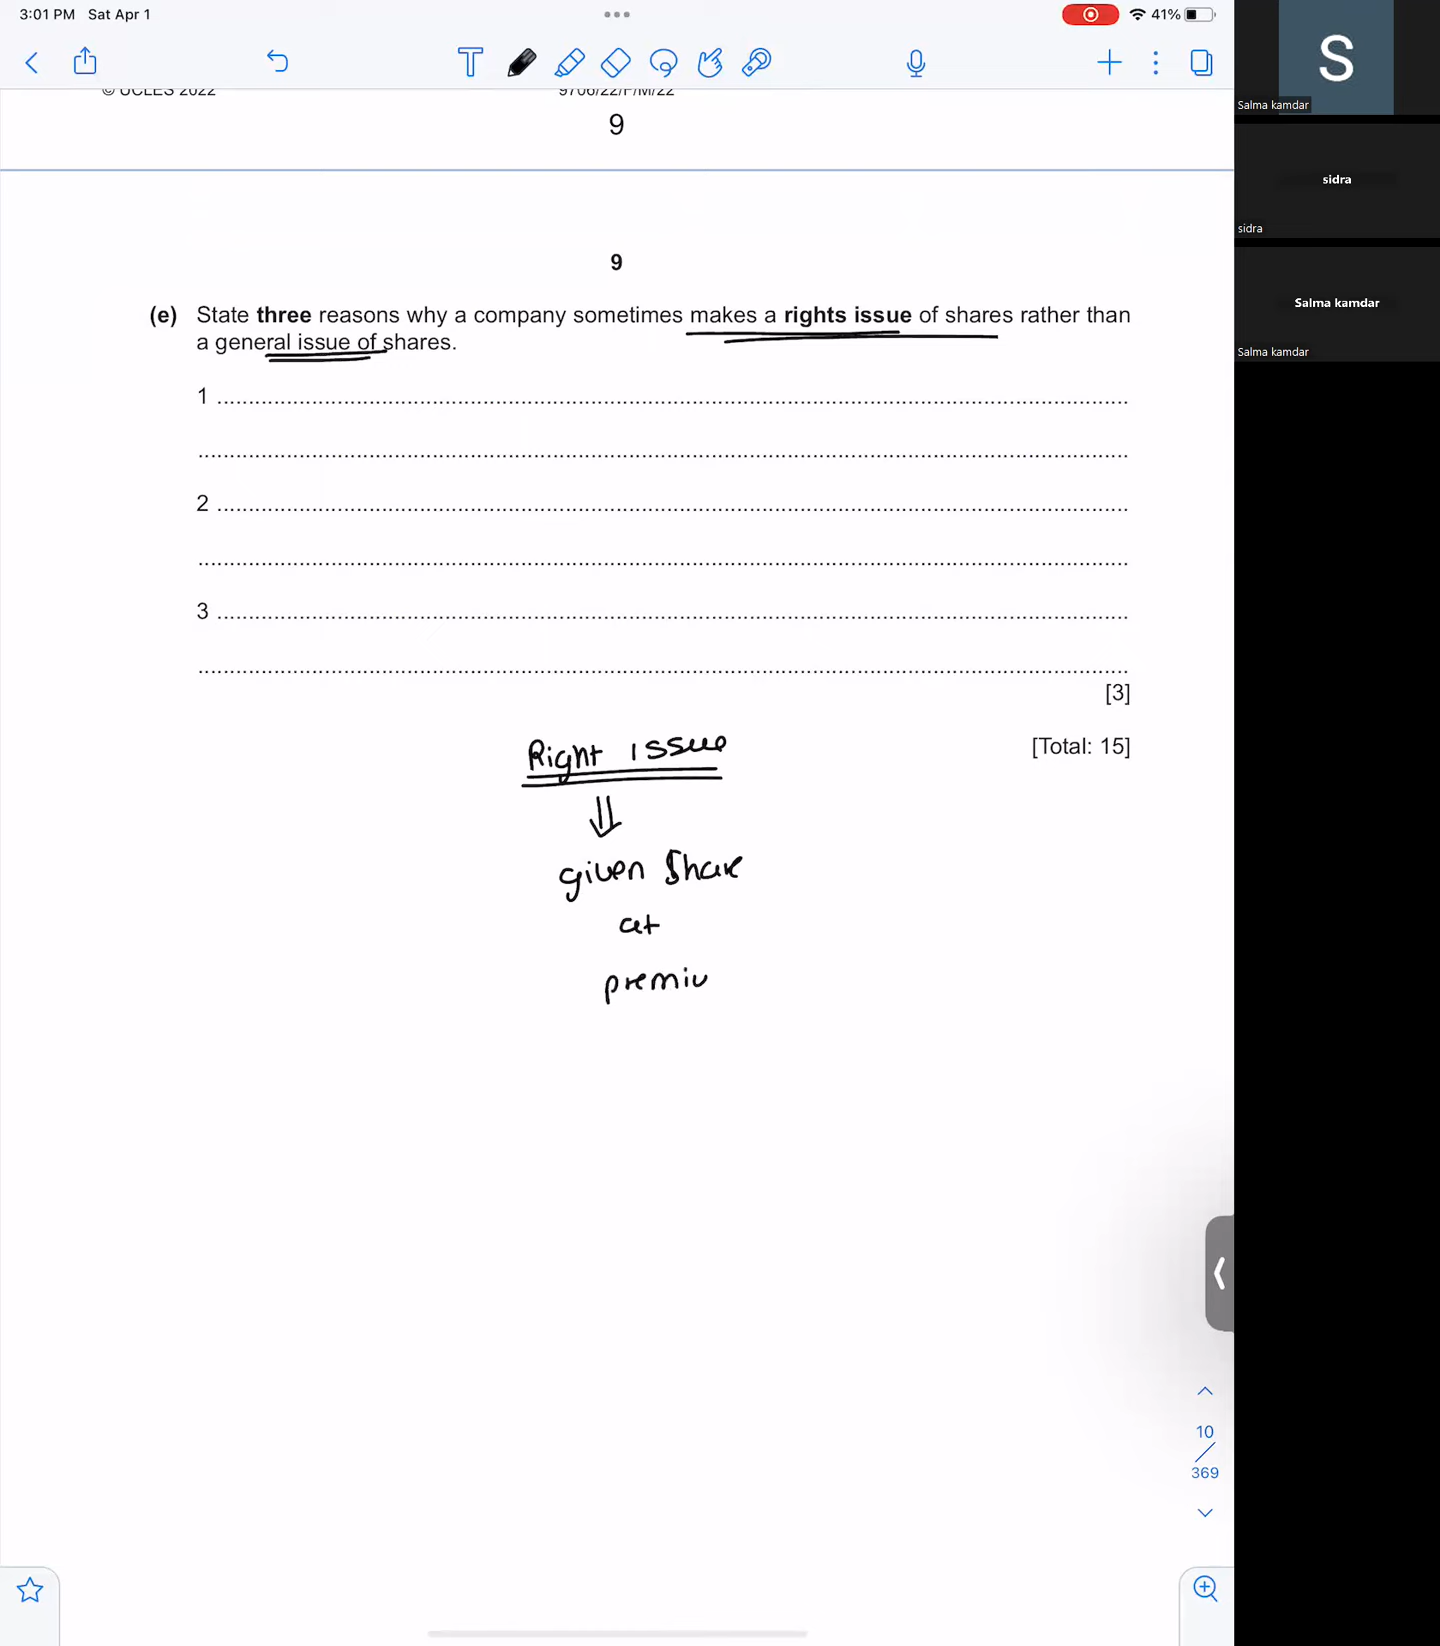 3:01 PM Sat Apr 1
41%
© UCLES 2022
9706/22/F/M/22
9
9
(e) State three reasons why a company sometimes makes a rights issue of shares rather than
a general issue of shares.
1 ........................................................................................................................
........................................................................................................................
2 ........................................................................................................................
........................................................................................................................
3 ........................................................................................................................
........................................................................................................................
[3]
[Total: 15]
Right issue
given Share
at
premiu
10
369
S
Salma kamdar
sidra
sidra
Salma kamdar
Salma kamdar